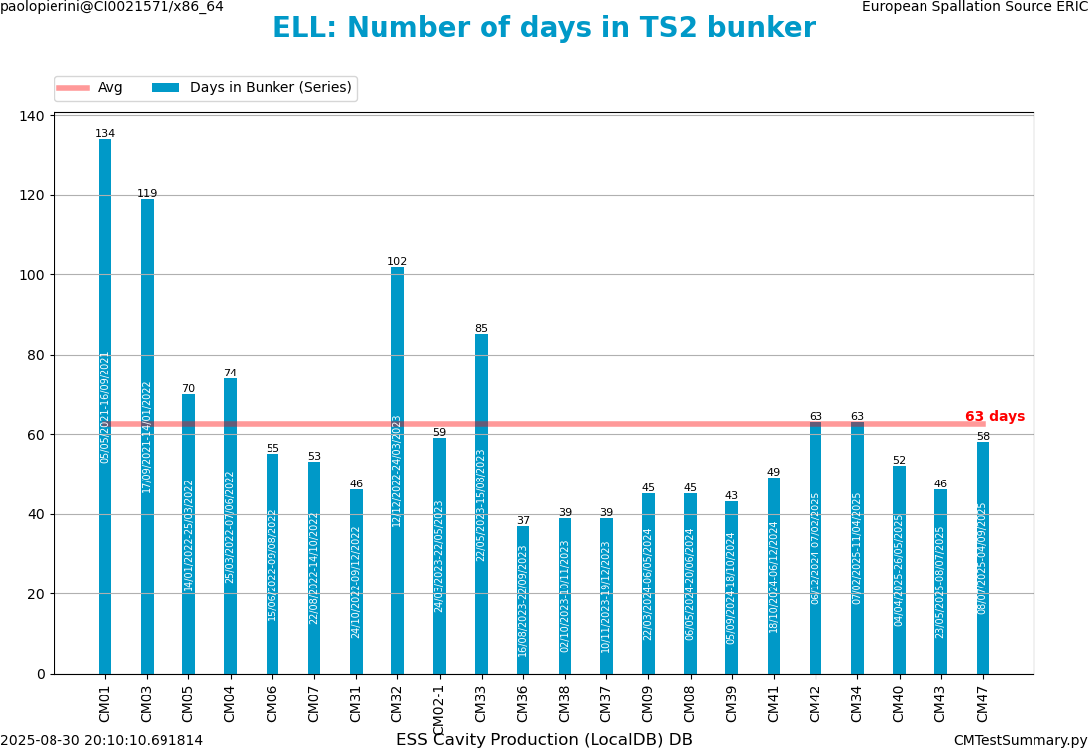 paolopierini@CI0021571/x86_64
European Spallation Source ERIC
ELL: Number of days in TS2 bunker
Avg
Days in Bunker (Series)
140
120
100
80
60
40
20
0
134
119
70
74
55
53
46
102
59
85
37
39
39
45
45
43
49
63
63
52
46
58
63 days
05/05/2021-16/09/2021
17/09/2021-14/01/2022
14/01/2022-25/03/2022
25/03/2022-07/06/2022
15/06/2022-09/08/2022
22/08/2022-14/10/2022
24/10/2022-09/12/2022
12/12/2022-24/03/2023
24/03/2023-22/05/2023
22/05/2023-15/08/2023
16/08/2023-22/09/2023
02/10/2023-10/11/2023
10/11/2023-19/12/2023
22/03/2024-06/05/2024
06/05/2024-20/06/2024
05/09/2024-18/10/2024
18/10/2024-06/12/2024
06/12/2024-07/02/2025
07/02/2025-11/04/2025
04/04/2025-26/05/2025
23/05/2025-08/07/2025
08/07/2025-04/09/2025
CM01
CM03
CM05
CM04
CM06
CM07
CM31
CM32
CM02-1
CM33
CM36
CM38
CM37
CM09
CM08
CM39
CM41
CM42
CM34
CM40
CM43
CM47
2025-08-30 20:10:10.691814
ESS Cavity Production (LocalDB) DB
CMTestSummary.py